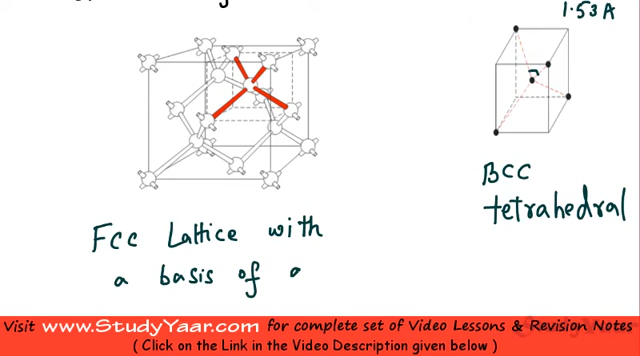 1.53 A
BCC
tetrahedral
FCC Lattice with
a basis of a
Visit www.StudyYaar.com for complete set of Video Lessons & Revision Notes
( Click on the Link in the Video Description given below )